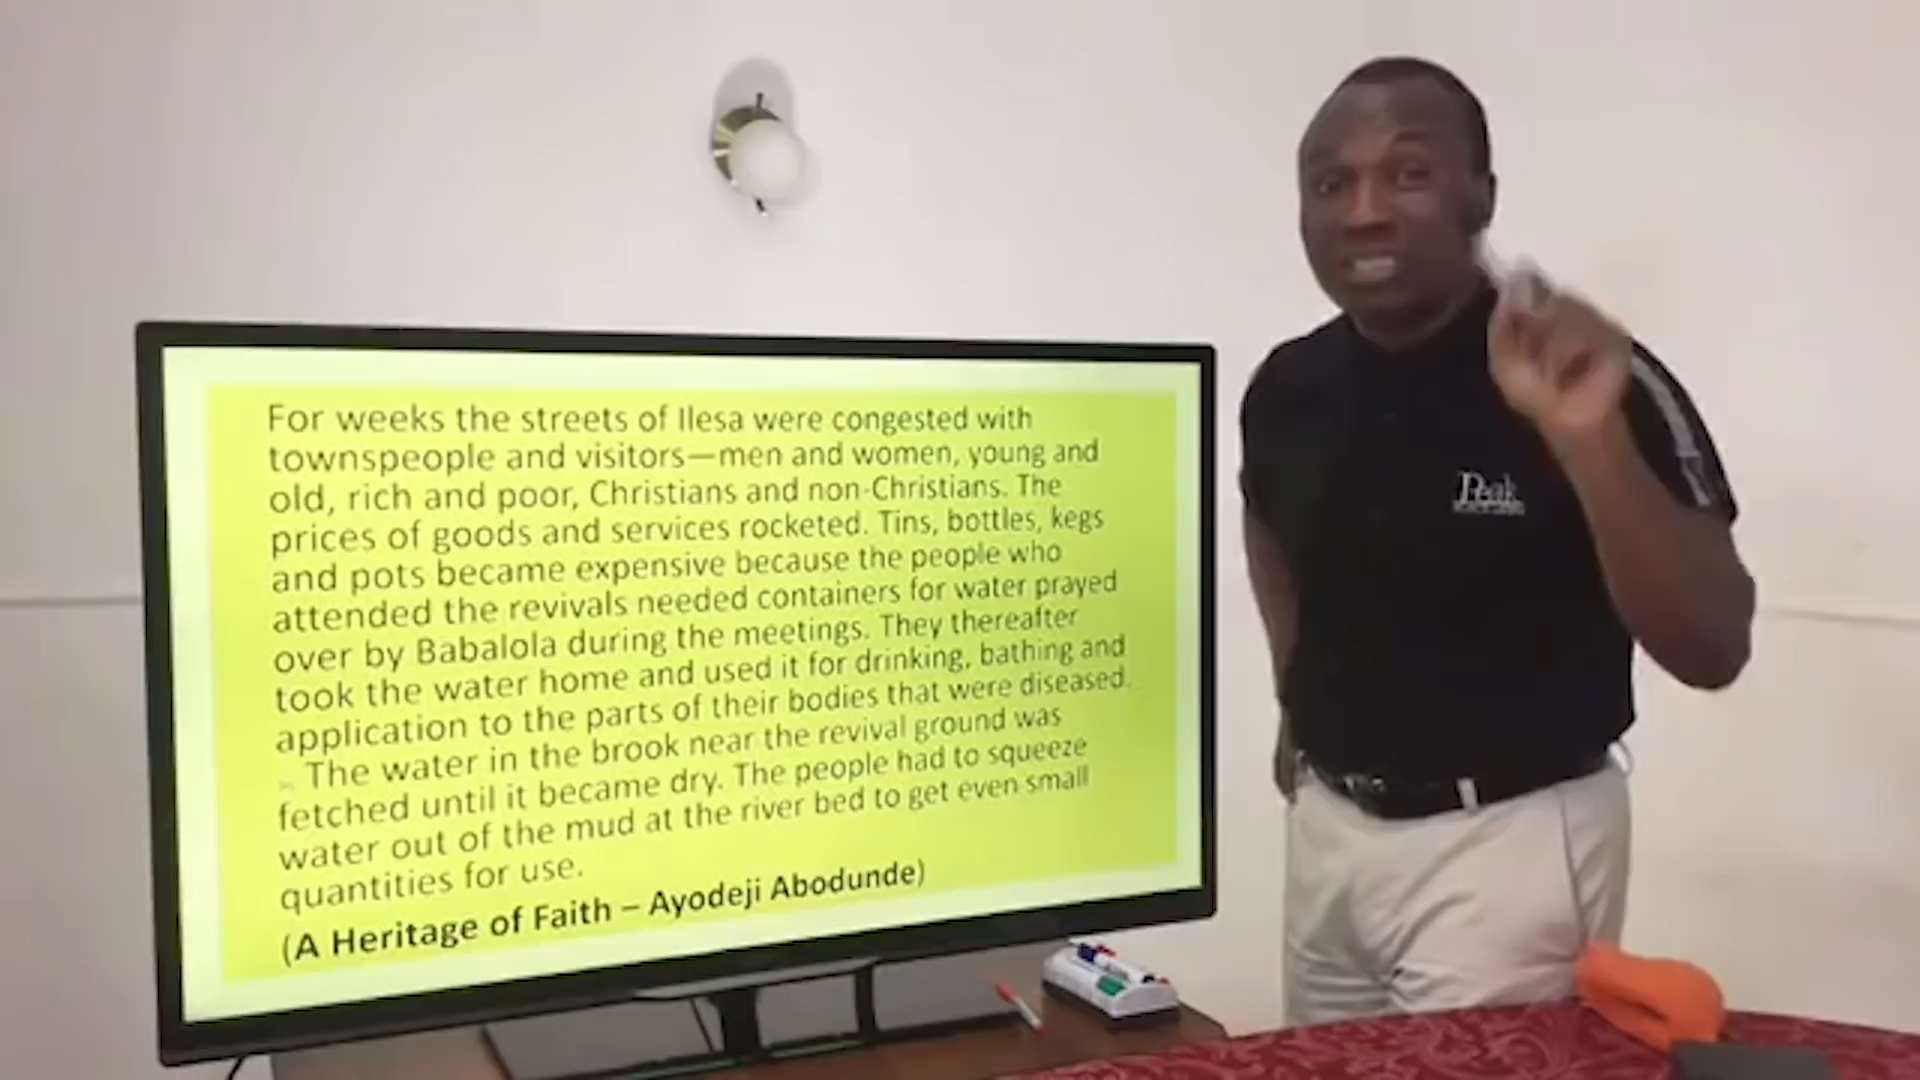 For weeks the streets of Ilesa were congested with
townspeople and visitors—men and women, young and
old, rich and poor, Christians and non-Christians. The
prices of goods and services rocketed. Tins, bottles, kegs
and pots became expensive because the people who
attended the revivals needed containers for water prayed
over by Babalola during the meetings. They thereafter
took the water home and used it for drinking, bathing and
application to the parts of their bodies that were diseased.
The water in the brook near the revival ground was
fetched until it became dry. The people had to squeeze
water out of the mud at the river bed to get even small
quantities for use.
(A Heritage of Faith – Ayodeji Abodunde)
Peak